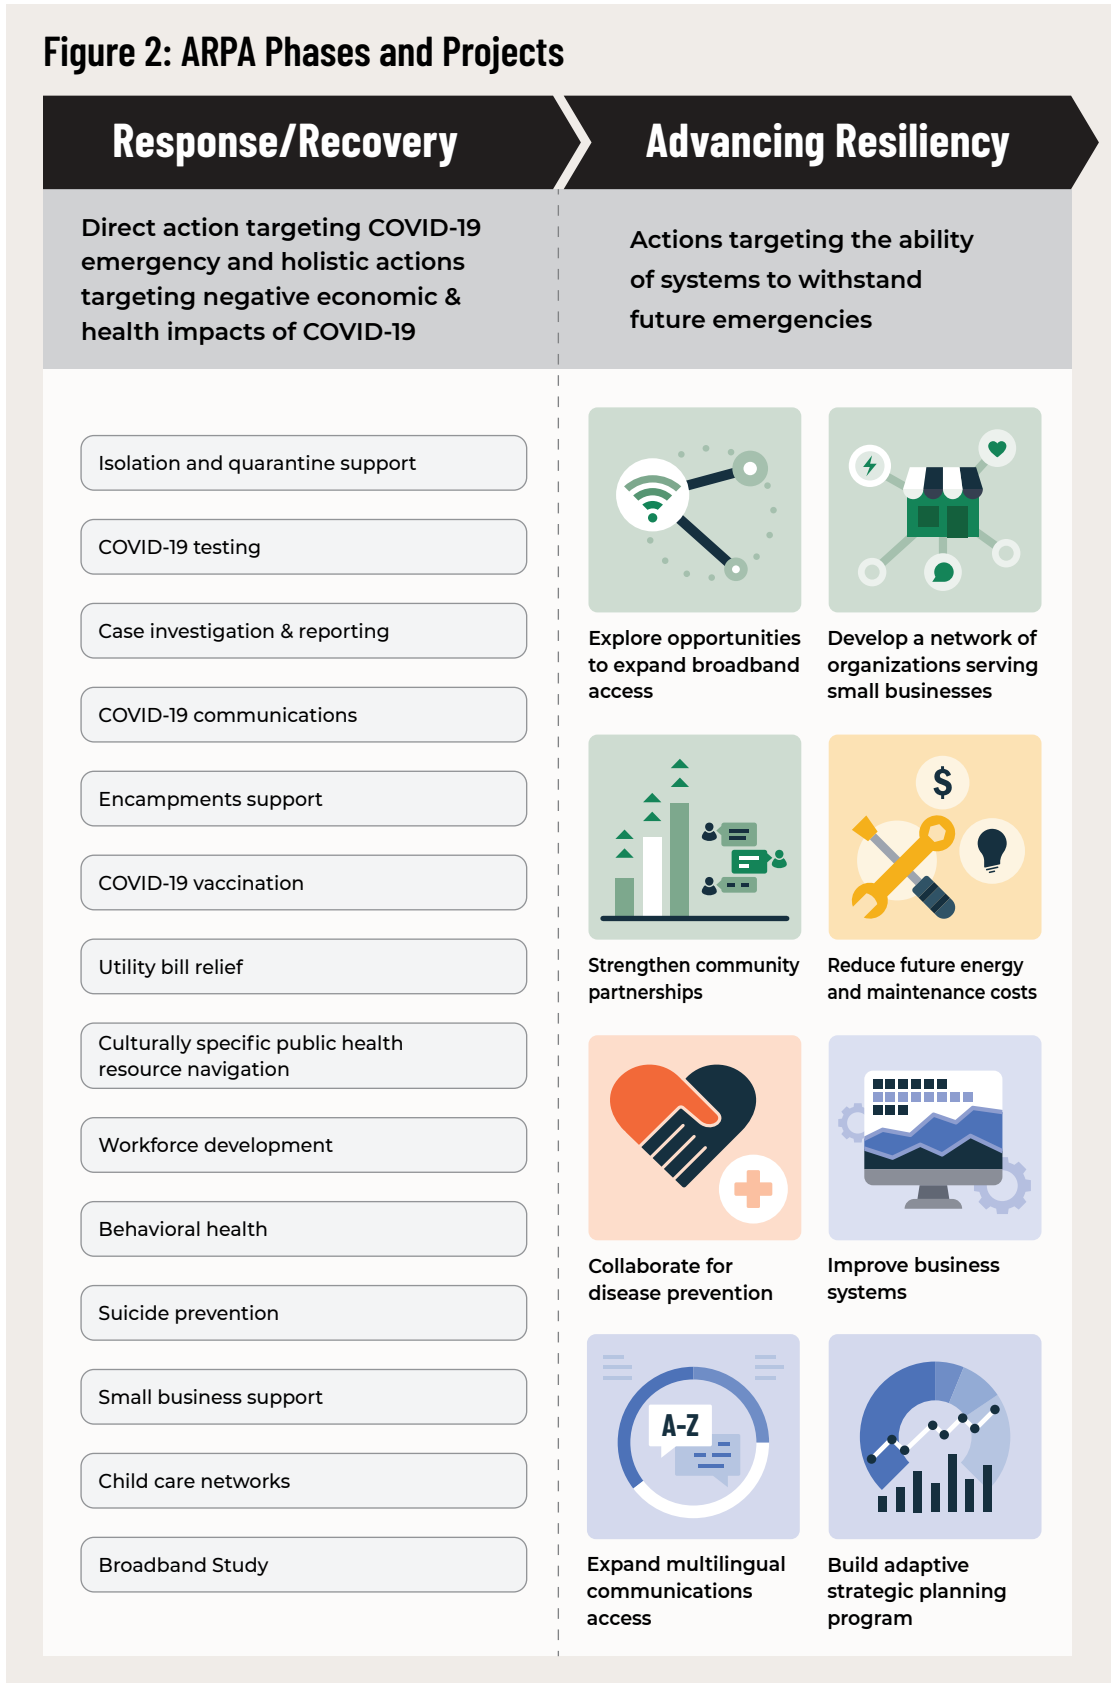 Figure 2: ARPA Phases and Projects
Response/Recovery
Direct action targeting COVID-19
emergency and holistic actions
targeting negative economic &
health impacts of COVID-19
Isolation and quarantine support
COVID-19 testing
Case investigation & reporting
COVID-19 communications
Encampments support
COVID-19 vaccination
Utility bill relief
Culturally specific public health
resource navigation
Workforce development
Behavioral health
Suicide prevention
Small business support
Child care networks
Broadband Study
Advancing Resiliency
Actions targeting the ability
of systems to withstand
future emergencies
Explore opportunities
to expand broadband
access
Develop a network of
organizations serving
small businesses
Strengthen community
partnerships
$
Reduce future energy
and maintenance costs
Collaborate for
disease prevention
Improve business
systems
A-Z
Expand multilingual
communications
access
Build adaptive
strategic planning
program